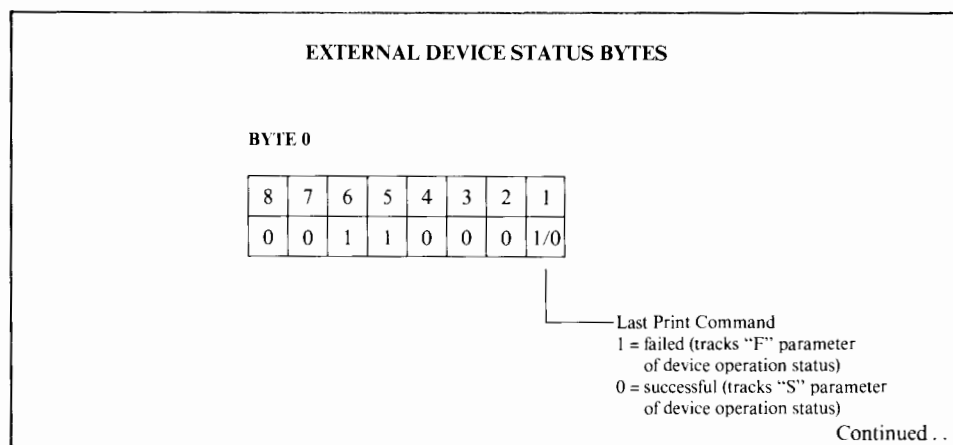 EXTERNAL DEVICE STATUS BYTES
BYTE 0
8 7 6 5 4 3 2 1
0 0 1 1 0 0 0 1/0
Last Print Command
1 = failed (tracks “F” parameter
of device operation status)
0 = successful (tracks “S” parameter
of device operation status)
Continued . .